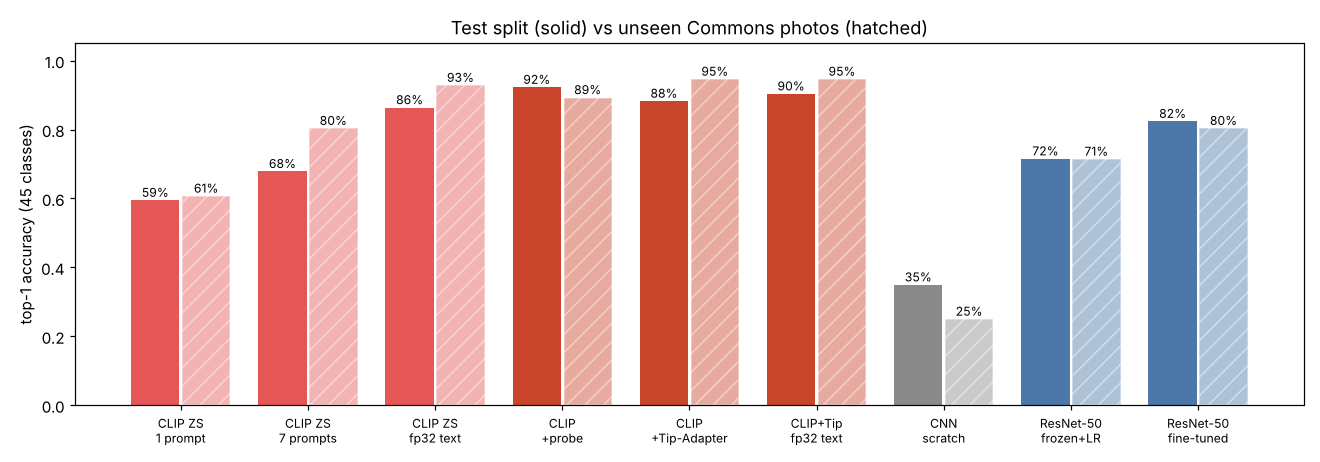 Test split (solid) vs unseen Commons photos (hatched)
top-1 accuracy (45 classes)
1.0
0.8
0.6
0.4
0.2
0.0
59%
61%
68%
80%
86%
93%
92%
89%
88%
95%
90%
95%
35%
25%
72%
71%
82%
80%
CLIP ZS
1 prompt
CLIP ZS
7 prompts
CLIP ZS
fp32 text
CLIP
+probe
CLIP
+Tip-Adapter
CLIP+Tip
fp32 text
CNN
scratch
ResNet-50
frozen+LR
ResNet-50
fine-tuned